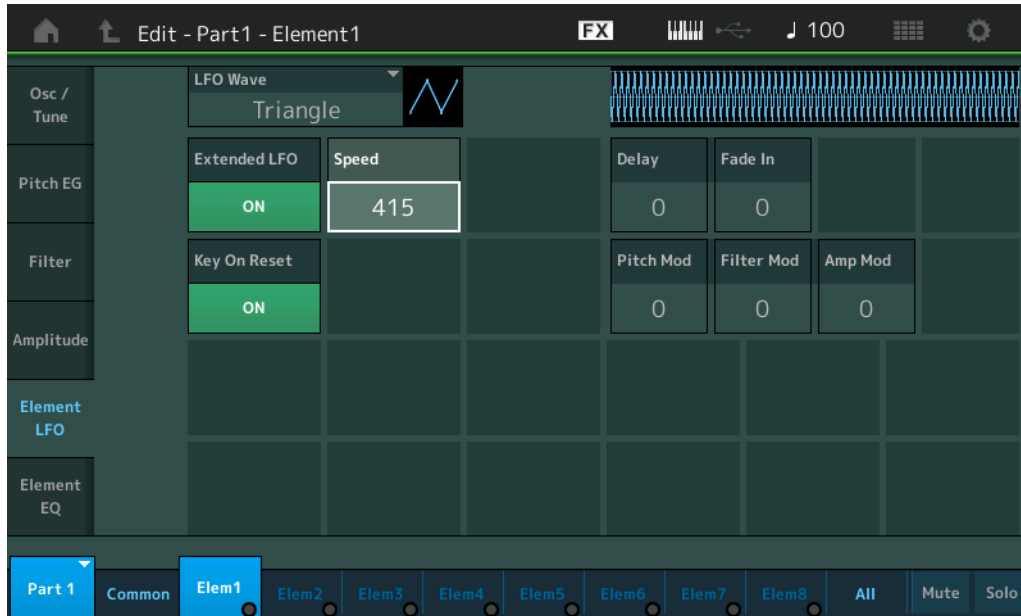 Edit - Part1 - Element1
FX
♩ 100
Osc /
Tune
Pitch EG
Filter
Amplitude
Element
LFO
Element
EQ
LFO Wave
Triangle
Extended LFO
ON
Speed
415
Delay
0
Fade In
0
Key On Reset
ON
Pitch Mod
0
Filter Mod
0
Amp Mod
0
Part 1
Common
Elem1
Elem2
Elem3
Elem4
Elem5
Elem6
Elem7
Elem8
All
Mute
Solo